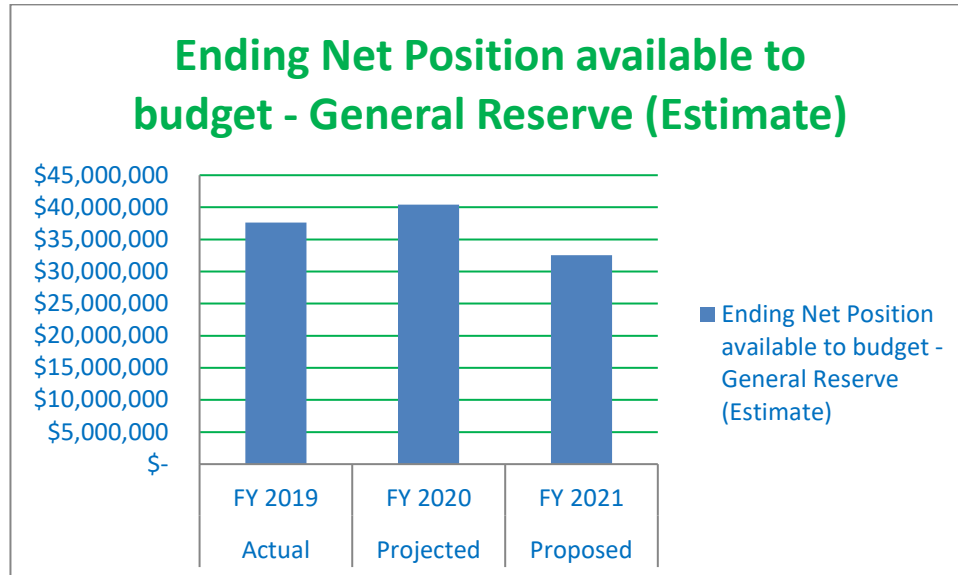 Ending Net Position available to
budget - General Reserve (Estimate)
$45,000,000
$40,000,000
$35,000,000
$30,000,000
$25,000,000
$20,000,000
$15,000,000
$10,000,000
$5,000,000
$-
FY 2019
FY 2020
FY 2021
Actual
Projected
Proposed
Ending Net Position
available to budget -
General Reserve
(Estimate)